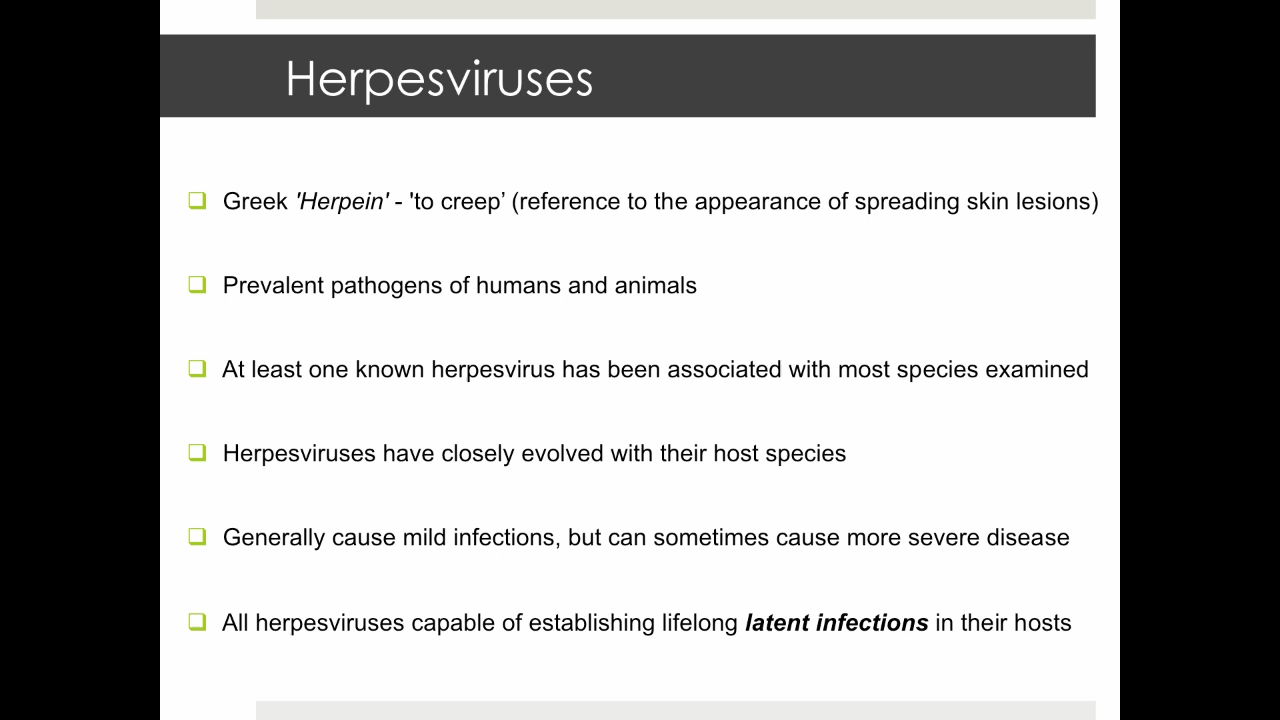 Herpesviruses
Greek 'Herpein' - 'to creep’ (reference to the appearance of spreading skin lesions)
Prevalent pathogens of humans and animals
At least one known herpesvirus has been associated with most species examined
Herpesviruses have closely evolved with their host species
Generally cause mild infections, but can sometimes cause more severe disease
All herpesviruses capable of establishing lifelong latent infections in their hosts